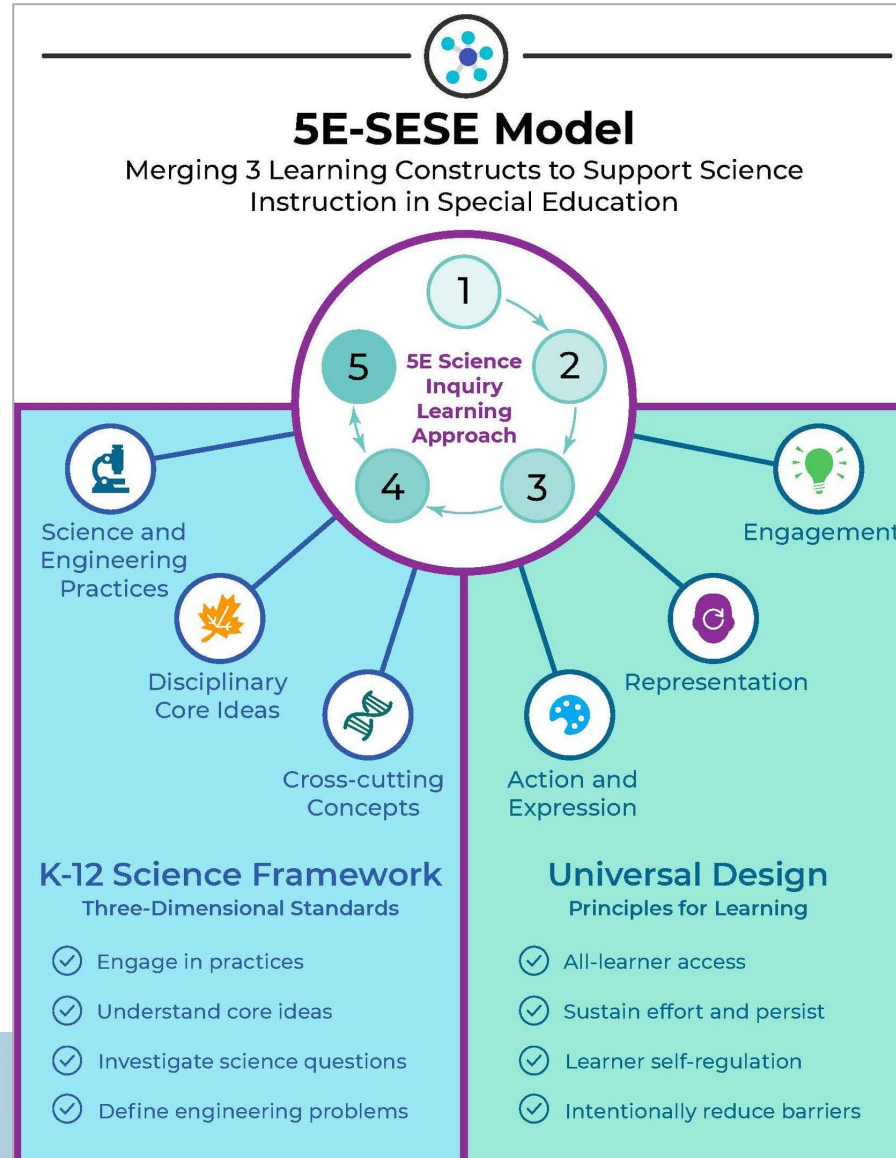 5E-SESE Model
Merging 3 Learning Constructs to Support Science
Instruction in Special Education
1
2
3
4
5
5E Science
Inquiry
Learning
Approach
Science and
Engineering
Practices
Disciplinary
Core Ideas
Cross-cutting
Concepts
Engagement
Representation
Action and
Expression
K-12 Science Framework
Three-Dimensional Standards
Engage in practices
Understand core ideas
Investigate science questions
Define engineering problems
Universal Design
Principles for Learning
All-learner access
Sustain effort and persist
Learner self-regulation
Intentionally reduce barriers